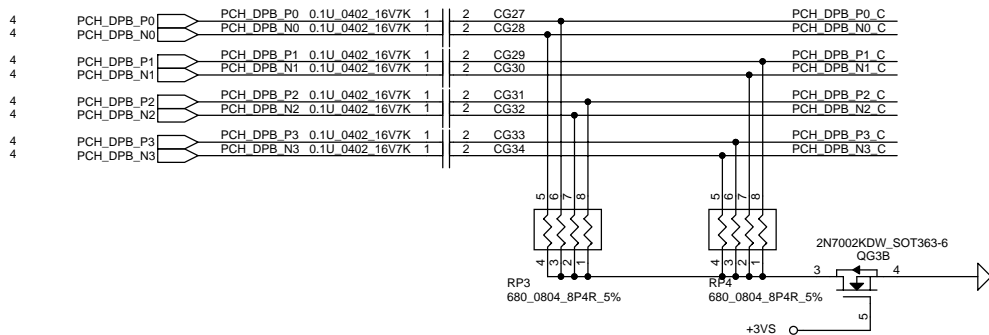 4 PCH_DPB_P0 PCH_DPB_P0 0.1U_0402_16V7K 1 2 CG27 PCH_DPB_P0_C
4 PCH_DPB_N0 PCH_DPB_N0 0.1U_0402_16V7K 1 2 CG28 PCH_DPB_N0_C
4 PCH_DPB_P1 PCH_DPB_P1 0.1U_0402_16V7K 1 2 CG29 PCH_DPB_P1_C
4 PCH_DPB_N1 PCH_DPB_N1 0.1U_0402_16V7K 1 2 CG30 PCH_DPB_N1_C
4 PCH_DPB_P2 PCH_DPB_P2 0.1U_0402_16V7K 1 2 CG31 PCH_DPB_P2_C
4 PCH_DPB_N2 PCH_DPB_N2 0.1U_0402_16V7K 1 2 CG32 PCH_DPB_N2_C
4 PCH_DPB_P3 PCH_DPB_P3 0.1U_0402_16V7K 1 2 CG33 PCH_DPB_P3_C
4 PCH_DPB_N3 PCH_DPB_N3 0.1U_0402_16V7K 1 2 CG34 PCH_DPB_N3_C
5 6 7 8 5 6 7 8
4 3 2 1 4 3 2 1
2N7002KDW_SOT363-6
QG3B
3 4
RP3 RP4
680_0804_8P4R_5% 680_0804_8P4R_5%
5
+3VS